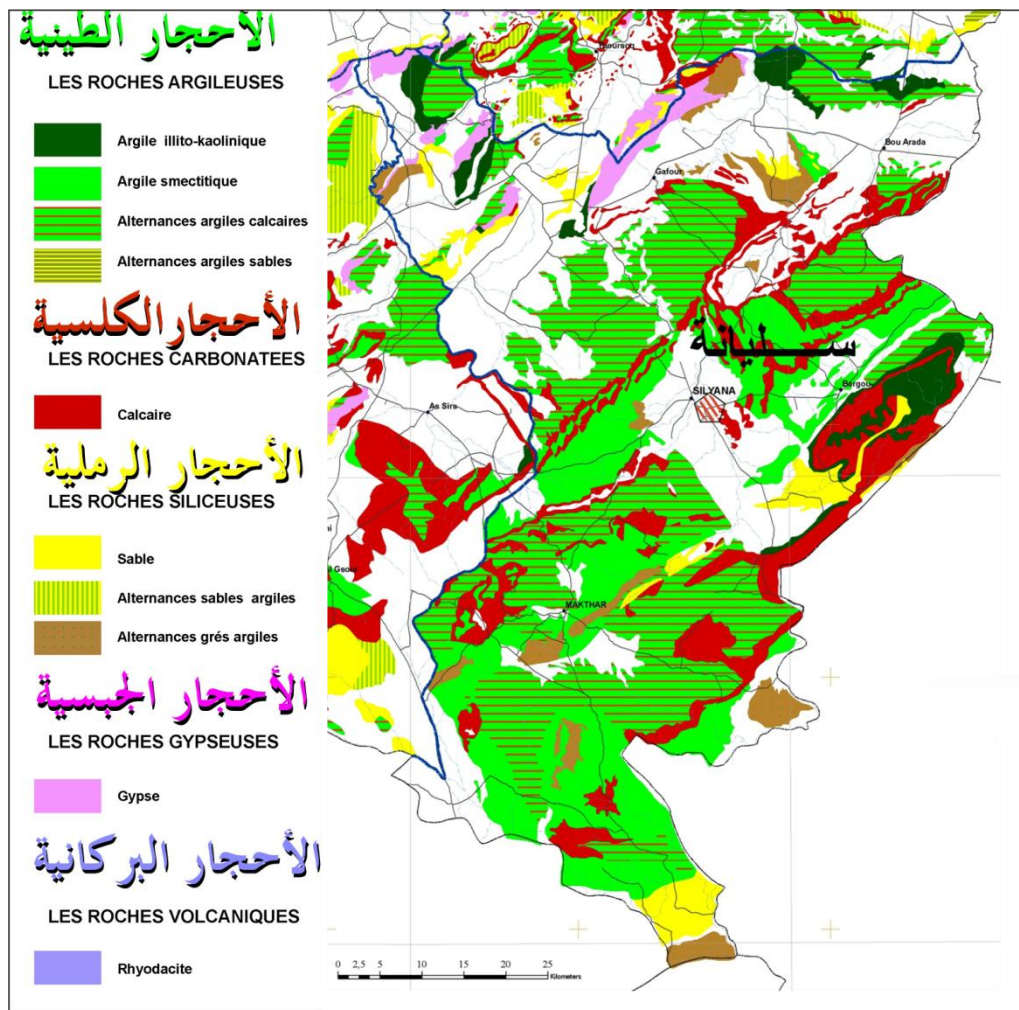 الأحجار الطينية
LES ROCHES ARGILEUSES
Argile illito-kaolinique
Argile smectitique
Alternances argiles calcaires
Alternances argiles sables
الأحجار الكلسية
LES ROCHES CARBONATEES
Calcaire
الأحجار الرملية
LES ROCHES SILICEUSES
Sable
Alternances sables argiles
Alternances grés argiles
الأحجار الجبسية
LES ROCHES GYPSEUSES
Gypse
الأحجار البركانية
LES ROCHES VOLCANIQUES
Rhyodacite
Bou Arada
Gafour
سليانة
Bargou
SILYANA
As Sirs
Gsour
MAKTHAR
0 2,5 5 10 15 20 25
Kilometers